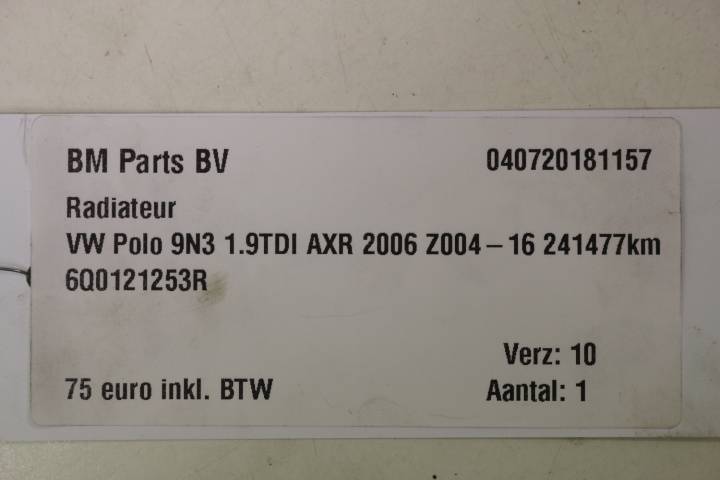 BM Parts BV 040720181157
Radiateur
VW Polo 9N3 1.9TDI AXR 2006 Z004-16 241477km
6Q0121253R
Verz: 10
75 euro inkl. BTW Aantal: 1